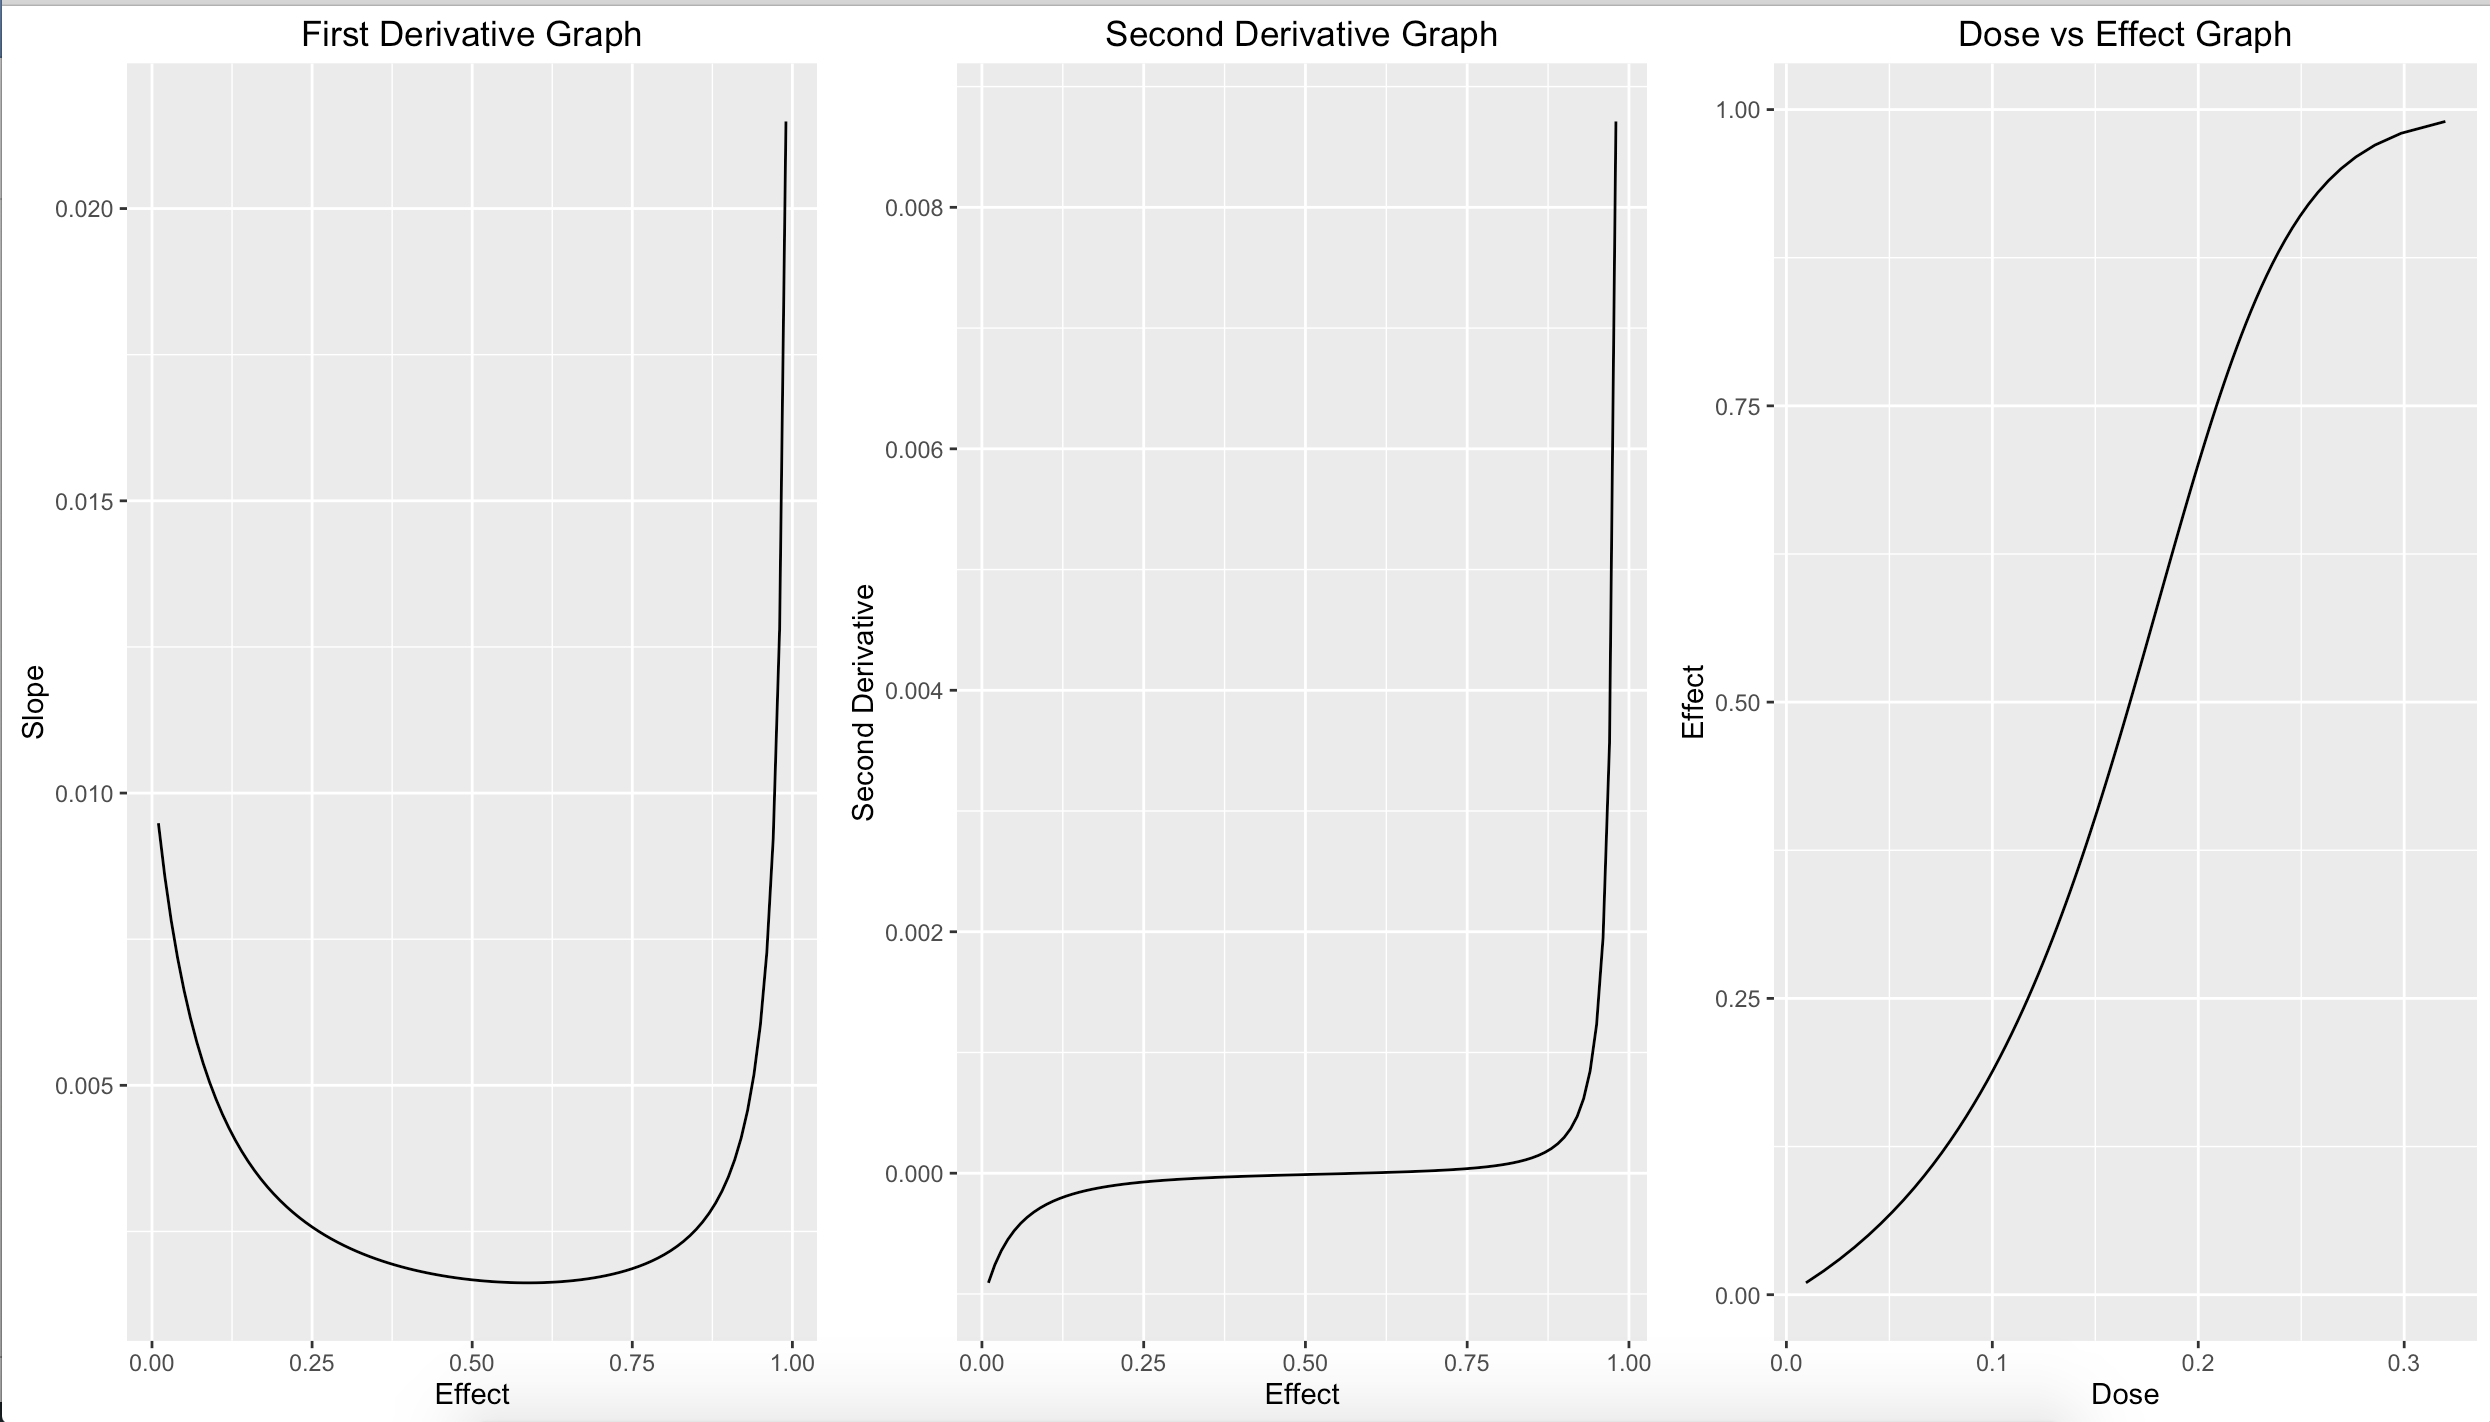 First Derivative Graph
0.020
0.015
0.010
0.005
Slope
0.00 0.25 0.50 0.75 1.00
Effect
Second Derivative Graph
0.008
0.006
0.004
0.002
0.000
Second Derivative
0.00 0.25 0.50 0.75 1.00
Effect
Dose vs Effect Graph
1.00
0.75
0.50
0.25
0.00
Effect
0.0 0.1 0.2 0.3
Dose